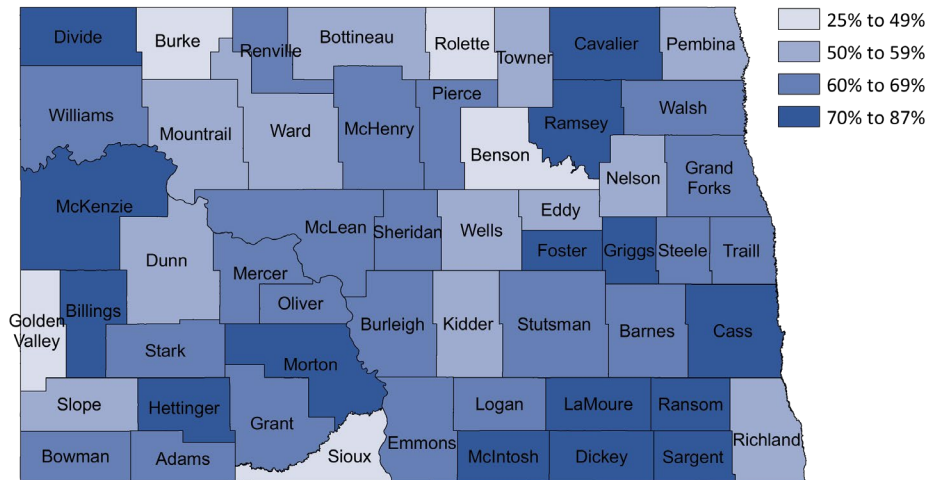 Divide
Burke
Renville
Bottineau
Rolette
Towner
Cavalier
Pembina
25% to 49%
50% to 59%
60% to 69%
70% to 87%
Williams
Mountrail
Ward
McHenry
Pierce
Benson
Ramsey
Walsh
Nelson
Grand
Forks
McKenzie
Dunn
McLean
Sheridan
Wells
Eddy
Foster
Griggs
Steele
Traill
Mercer
Oliver
Golden
Valley
Billings
Stark
Morton
Burleigh
Kidder
Stutsman
Barnes
Cass
Slope
Hettinger
Grant
Logan
LaMoure
Ransom
Richland
Bowman
Adams
Sioux
Emmons
McIntosh
Dickey
Sargent